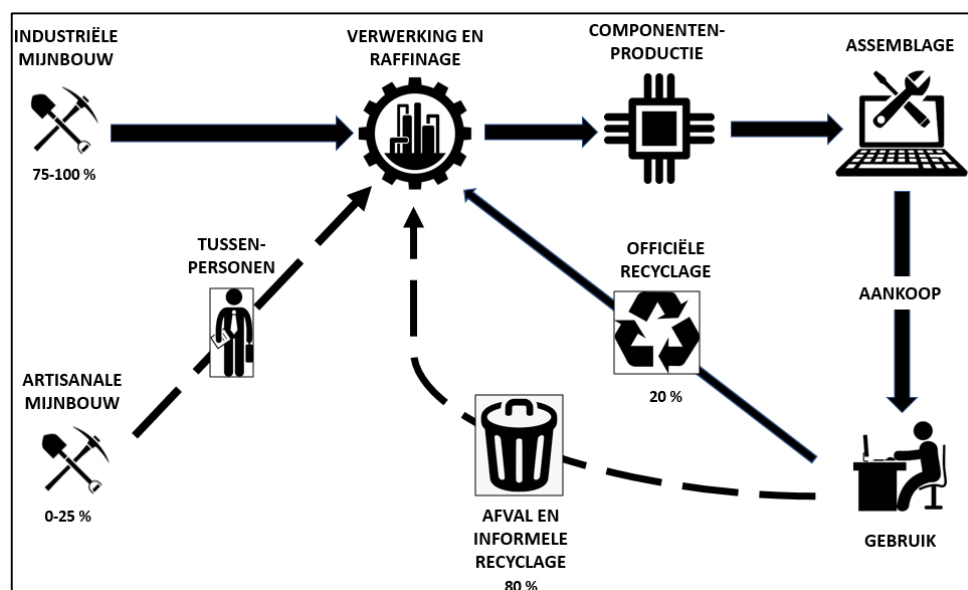 INDUSTRIËLE
MIJNBOUW
75-100 %
VERWERKING EN
RAFFINAGE
COMPONENTEN-
PRODUCTIE
ASSEMBLAGE
TUSSEN-
PERSONEN
OFFICIËLE
RECYCLAGE
20 %
AANKOOP
ARTISANALE
MIJNBOUW
0-25 %
AFVAL EN
INFORMELE
RECYCLAGE
80 %
GEBRUIK